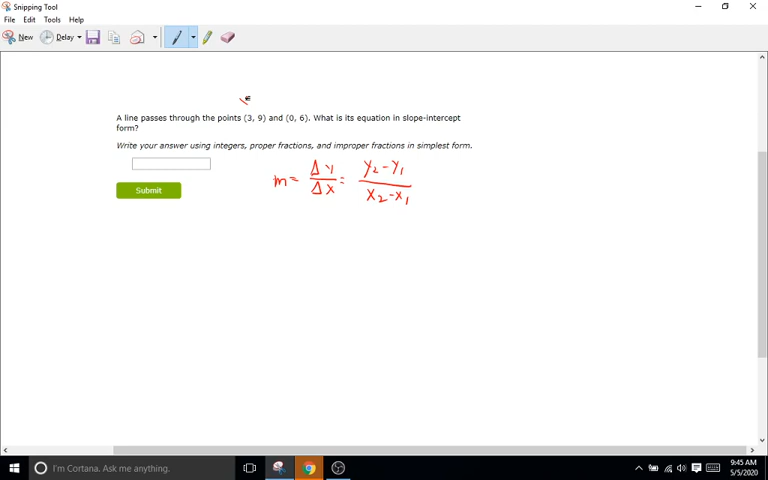 Snipping Tool
File Edit Tools Help
New Delay
A line passes through the points (3, 9) and (0, 6). What is its equation in slope-intercept
form?
Write your answer using integers, proper fractions, and improper fractions in simplest form.
m = Δy/Δx = y₂-y₁/x₂-x₁
Submit
I'm Cortana. Ask me anything.
9:45 AM
5/5/2020